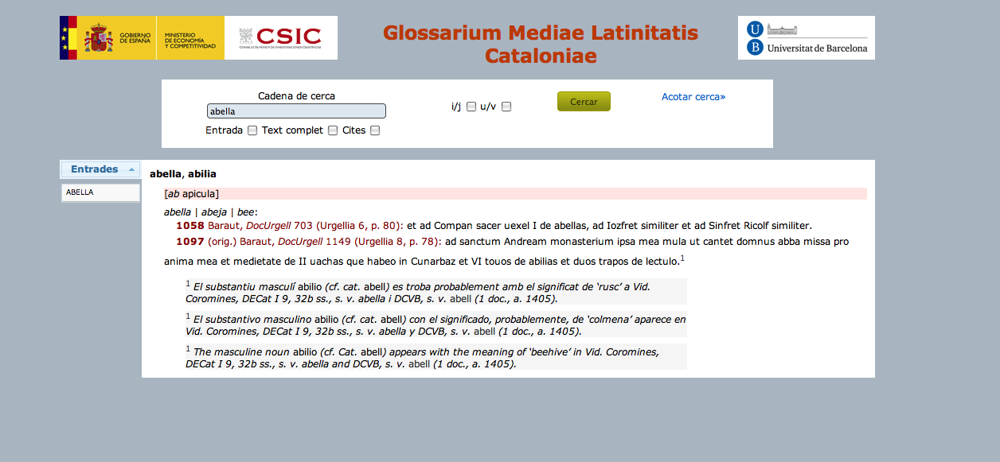 GOBIERNO
DE ESPAÑA
MINISTERIO
DE ECONOMÍA
Y COMPETITIVIDAD
CSIC
CONSEJO SUPERIOR DE INVESTIGACIONES CIENTÍFICAS
Glossarium Mediae Latinitatis
Cataloniae
U
B
Universitat de Barcelona
Cadena de cerca
abella
i/j u/v
Cercar
Acotar cerca»
Entrada Text complet Cites
Entrades
ABELLA
abella, abilia
[ab apicula]
abella | abeja | bee:
1058 Baraut, DocUrgell 703 (Urgellia 6, p. 80): et ad Compan sacer uexel I de abellas, ad Iozfret similiter et ad Sinfret Ricolf similiter.
1097 (orig.) Baraut, DocUrgell 1149 (Urgellia 8, p. 78): ad sanctum Andream monasterium ipsa mea mula ut cantet domnus abba missa pro
anima mea et medietate de II uachas que habeo in Cunarbaz et VI touos de abilias et duos trapos de lectulo.1
1 El substantiu masculí abilio (cf. cat. abell) es troba probablement amb el significat de ‘rusc’ a Vid.
Coromines, DECat I 9, 32b ss., s. v. abella i DCVB, s. v. abell (1 doc., a. 1405).
1 El substantivo masculino abilio (cf. cat. abell) con el significado, probablemente, de ‘colmena’ aparece en
Vid. Coromines, DECat I 9, 32b ss., s. v. abella y DCVB, s. v. abell (1 doc., a. 1405).
1 The masculine noun abilio (cf. Cat. abell) appears with the meaning of ‘beehive’ in Vid. Coromines,
DECat I 9, 32b ss., s. v. abella and DCVB, s. v. abell (1 doc., a. 1405).